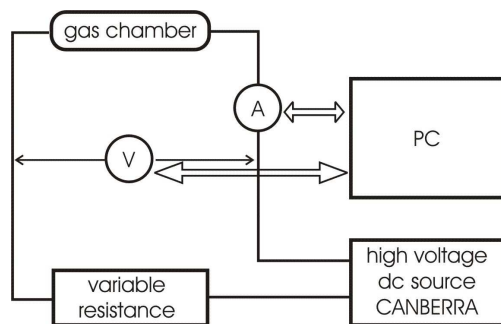 gas chamber
A
PC
V
high voltage
dc source
CANBERRA
variable
resistance